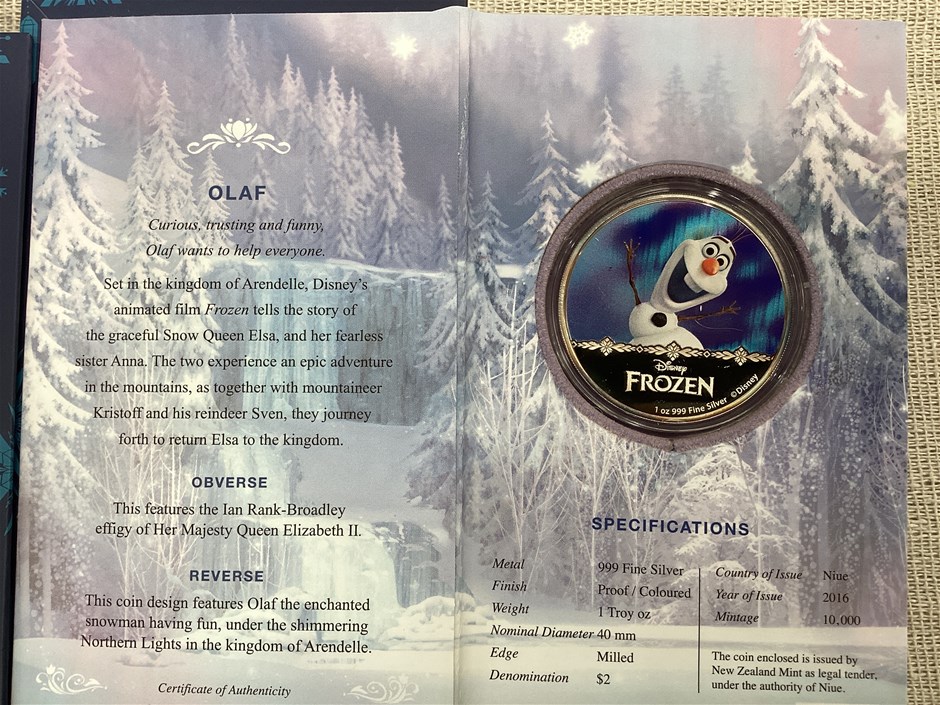 OLAF
Curious, trusting and funny,
Olaf wants to help everyone.
Set in the kingdom of Arendelle, Disney's
animated film Frozen tells the story of
the graceful Snow Queen Elsa, and her fearless
sister Anna. The two experience an epic adventure
in the mountains, as together with mountaineer
Kristoff and his reindeer Sven, they journey
forth to return Elsa to the kingdom.
OBVERSE
This features the Ian Rank-Broadley
effigy of Her Majesty Queen Elizabeth II.
REVERSE
This coin design features Olaf the enchanted
snowman having fun, under the shimmering
Northern Lights in the kingdom of Arendelle.
Certificate of Authenticity
Disney
FROZEN
1 oz 999 Fine Silver ©Disney
SPECIFICATIONS
Metal 999 Fine Silver
Finish Proof / Coloured
Weight 1 Troy oz
Nominal Diameter 40 mm
Edge Milled
Denomination $2
Country of Issue Niue
Year of Issue 2016
Mintage 10,000
The coin enclosed is issued by
New Zealand Mint as legal tender,
under the authority of Niue.